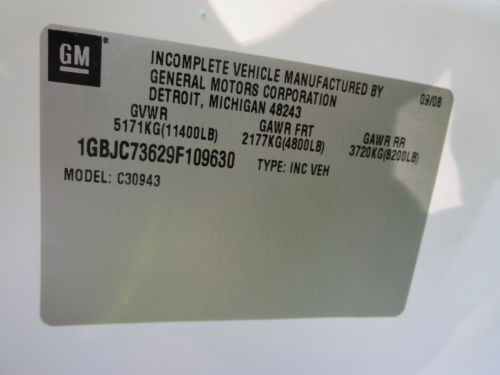 GM ®
INCOMPLETE VEHICLE MANUFACTURED BY
GENERAL MOTORS CORPORATION
DETROIT, MICHIGAN 48243
09/08
GVWR GAWR FRT GAWR RR
5171KG(11400LB) 2177KG(4800LB) 3720KG(8200LB)
1GBJC73629F109630 TYPE: INC VEH
MODEL: C30943